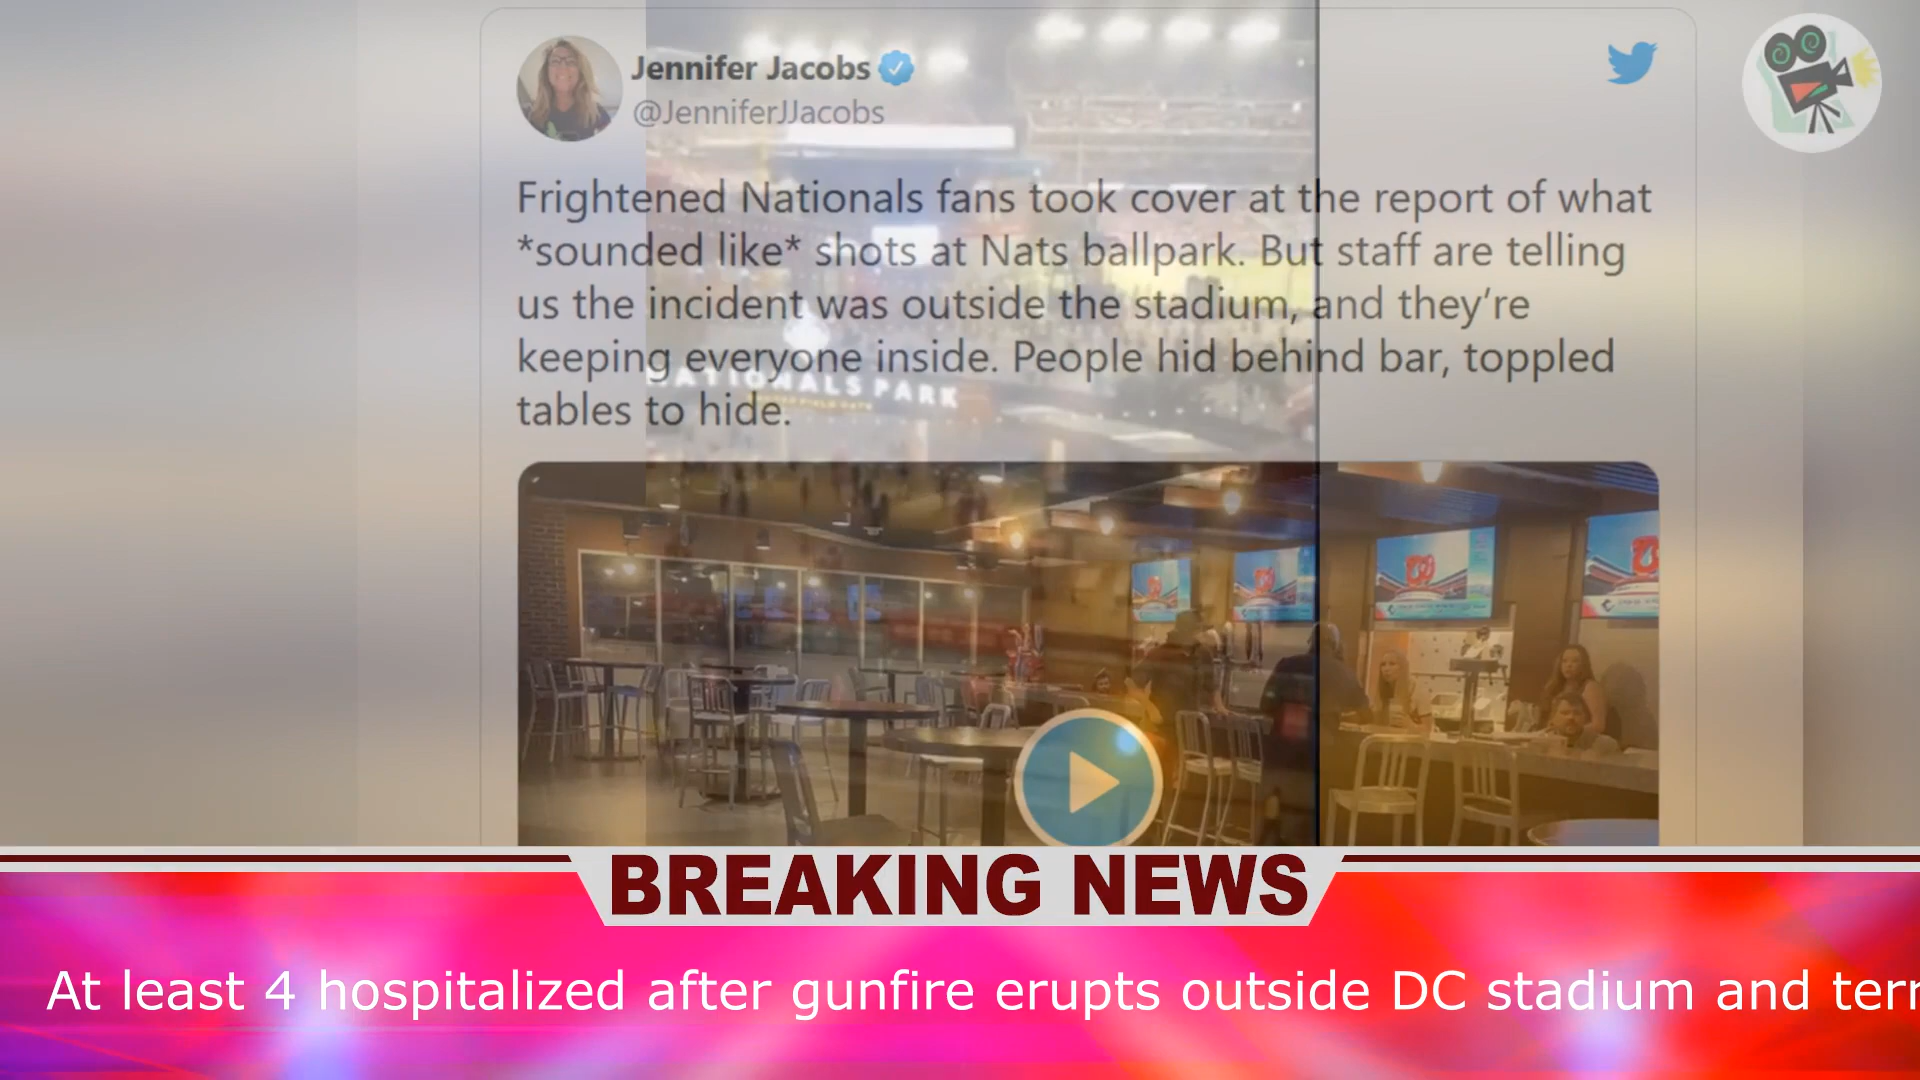 Jennifer Jacobs
@JenniferJJacobs
Frightened Nationals fans took cover at the report of what
*sounded like* shots at Nats ballpark. But staff are telling
us the incident was outside the stadium, and they’re
keeping everyone inside. People hid behind bar, toppled
tables to hide.
NATIONALS PARK
BREAKING NEWS
At least 4 hospitalized after gunfire erupts outside DC stadium and terr